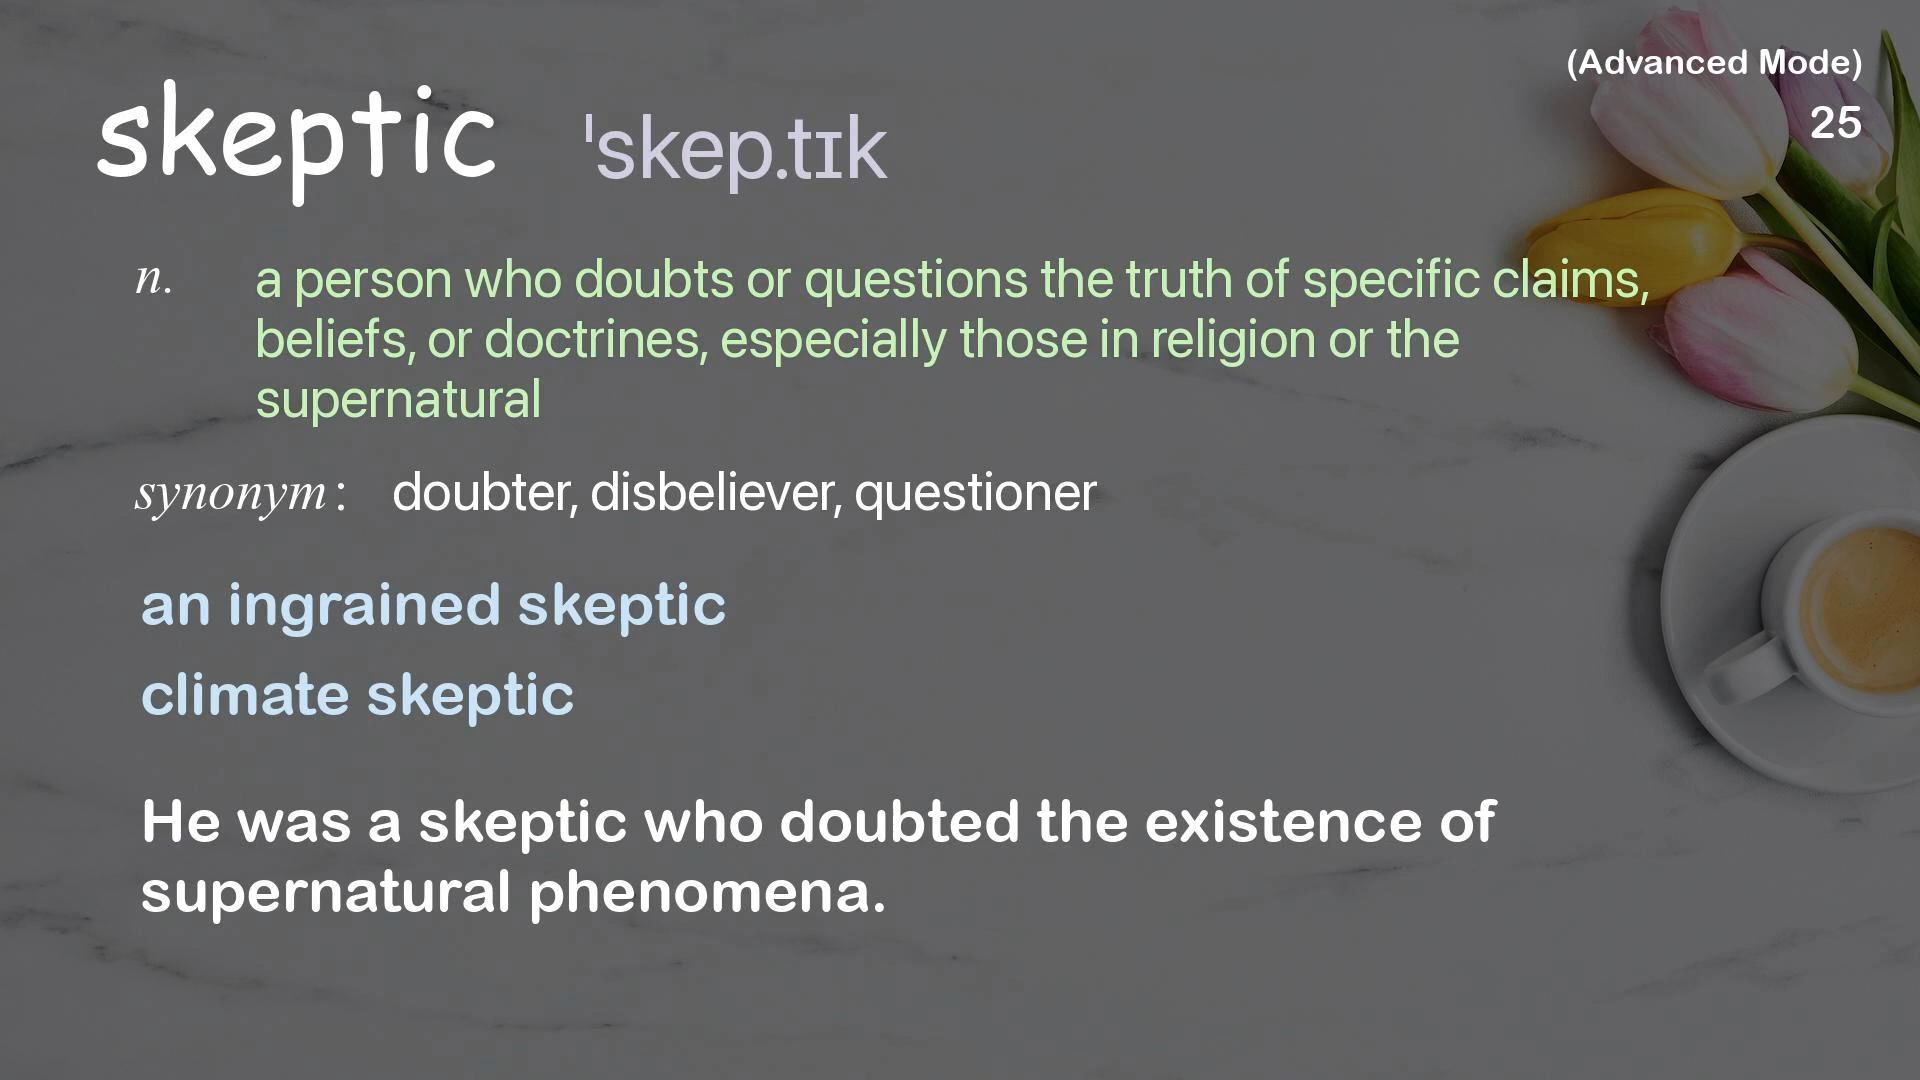 (Advanced Mode)
25
skeptic ˈskep.tɪk
n. a person who doubts or questions the truth of specific claims,
beliefs, or doctrines, especially those in religion or the
supernatural
synonym: doubter, disbeliever, questioner
an ingrained skeptic
climate skeptic
He was a skeptic who doubted the existence of
supernatural phenomena.